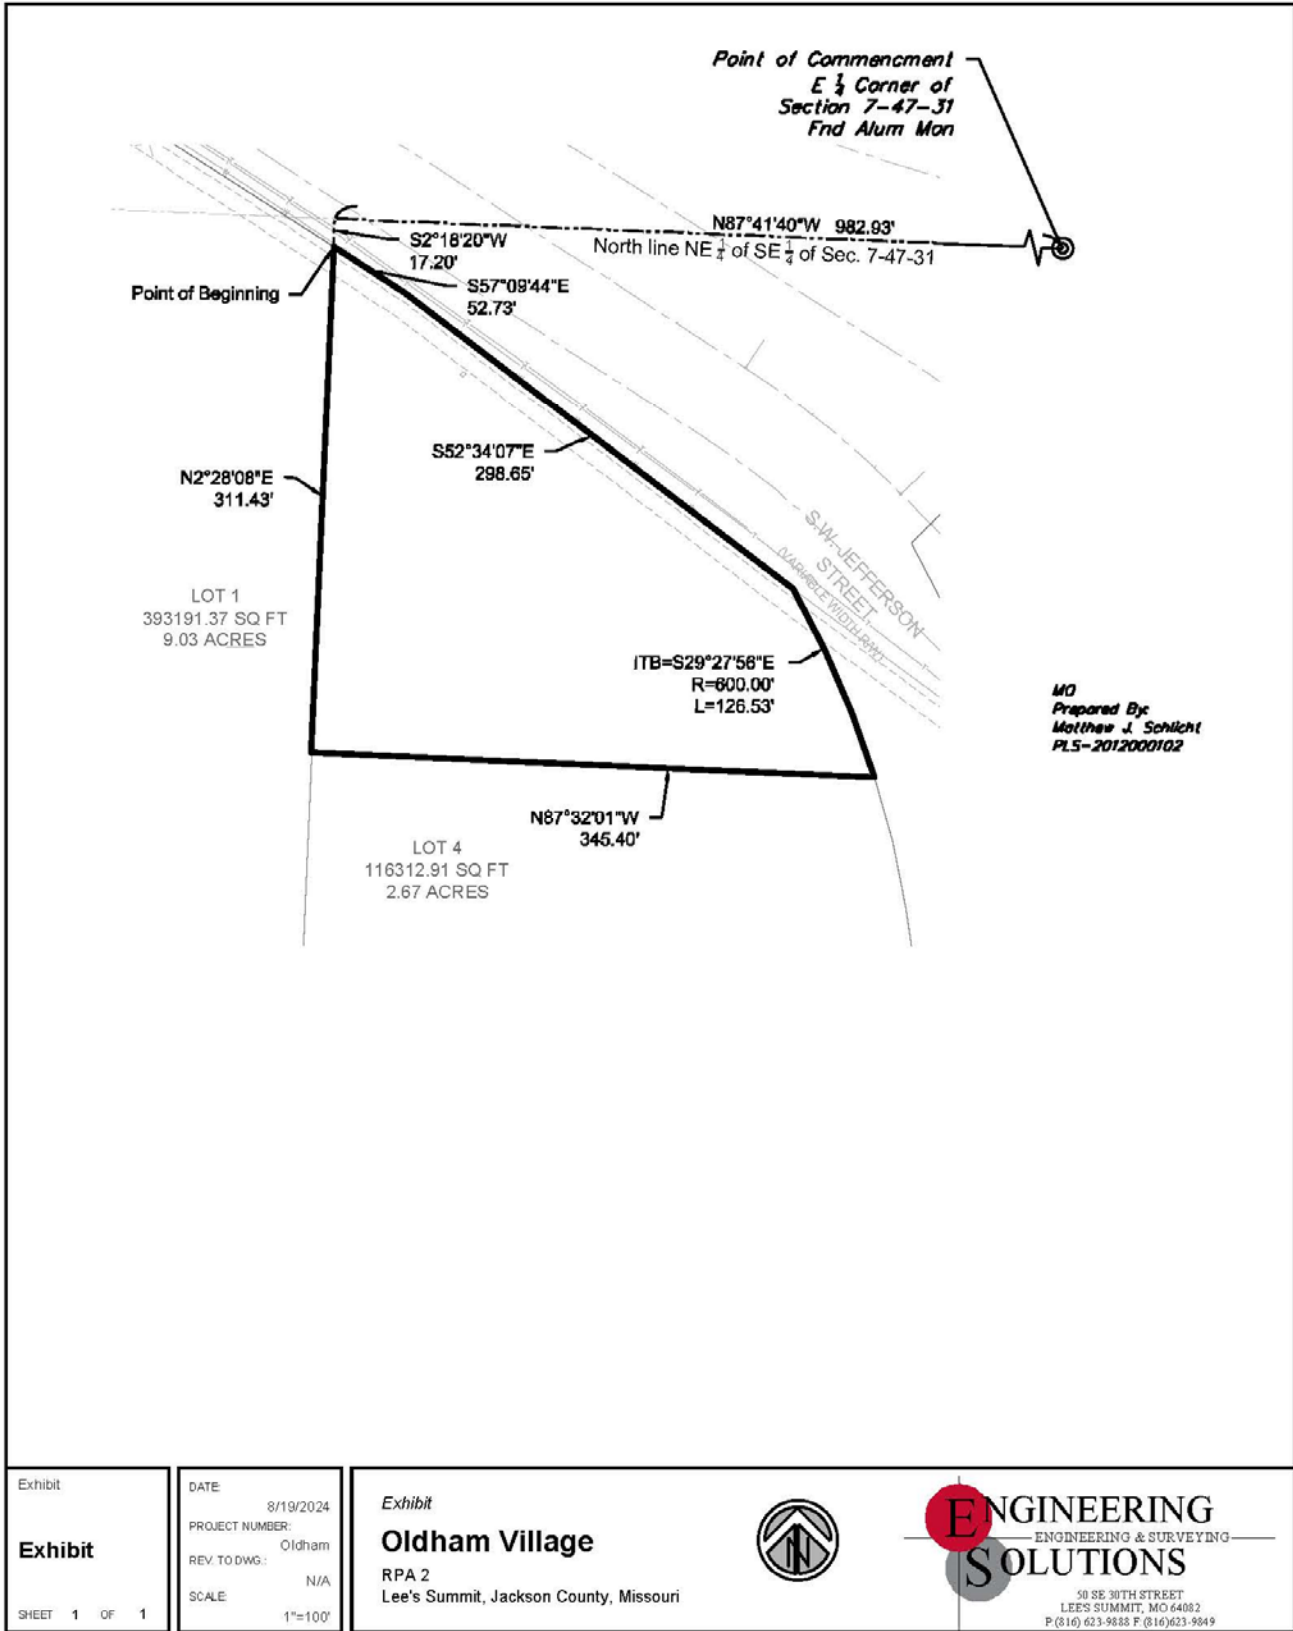 Point of Commencment
E 1/4 Corner of
Section 7-47-31
Fnd Alum Mon
N87°41'40"W 982.93'
North line NE 1/4 of SE 1/4 of Sec. 7-47-31
S2°18'20"W
17.20'
Point of Beginning
S57°09'44"E
52.73'
S52°34'07"E
298.65'
N2°28'08"E
311.43'
S.W. JEFFERSON
STREET
(VARIABLE WIDTH R/W)
LOT 1
393191.37 SQ FT
9.03 ACRES
ITB=S29°27'56"E
R=600.00'
L=126.53'
MO
Prepared By:
Matthew J. Schlicht
PLS-2012000102
N87°32'01"W
345.40'
LOT 4
116312.91 SQ FT
2.67 ACRES
Exhibit
Exhibit
SHEET 1 OF 1
DATE:
8/19/2024
PROJECT NUMBER:
Oldham
REV. TO DWG.:
N/A
SCALE:
1"=100'
Exhibit
Oldham Village
RPA 2
Lee's Summit, Jackson County, Missouri
N
ENGINEERING
ENGINEERING & SURVEYING
SOLUTIONS
50 SE 30TH STREET
LEE'S SUMMIT, MO 64082
P:(816) 623-9888 F:(816)623-9849